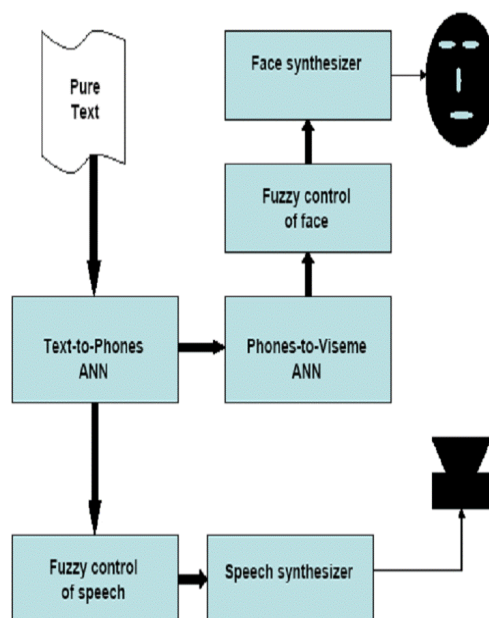 Pure
Text
Face synthesizer
Fuzzy control
of face
Text-to-Phones
ANN
Phones-to-Viseme
ANN
Fuzzy control
of speech
Speech synthesizer